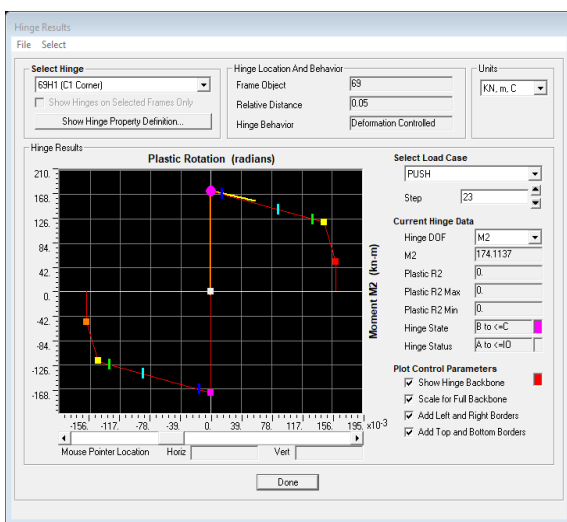 Hinge Results
File Select
Select Hinge
69H1 (C1 Corner)
Show Hinges on Selected Frames Only
Show Hinge Property Definition...
Hinge Location And Behavior
Frame Object 69
Relative Distance 0.05
Hinge Behavior Deformation Controlled
Units
KN, m, C
Hinge Results
Plastic Rotation (radians)
210.
168.
126.
84.
42.
0.
-42.
-84.
-126.
-168.
-156. -117. -78. -39. 0. 39. 78. 117. 156. 195. x10-3
Moment M2 (kn-m)
Mouse Pointer Location Horiz Vert
Select Load Case
PUSH
Step 23
Current Hinge Data
Hinge DOF M2
M2 174.1137
Plastic R2 0.
Plastic R2 Max 0.
Plastic R2 Min 0.
Hinge State B to <=C
Hinge Status A to <=IO
Plot Control Parameters
Show Hinge Backbone
Scale for Full Backbone
Add Left and Right Borders
Add Top and Bottom Borders
Done